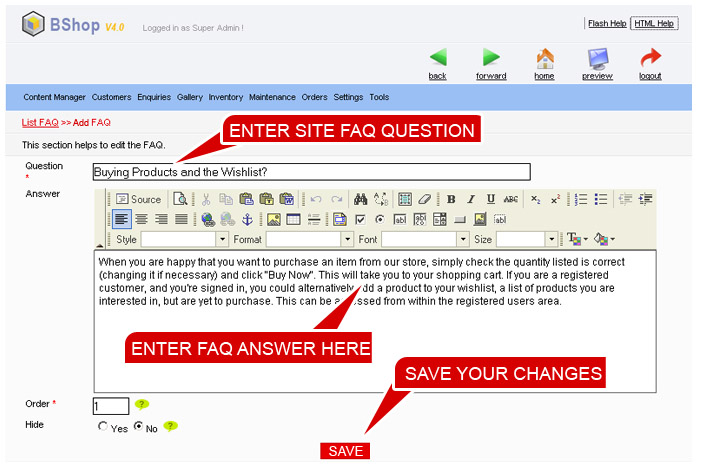 BShop V4.0
Logged in as Super Admin !
Flash Help HTML Help
back forward home preview logout
Content Manager Customers Enquiries Gallery Inventory Maintenance Orders Settings Tools
List FAQ >> Add FAQ
ENTER SITE FAQ QUESTION
This section helps to edit the FAQ.
Question
*
Buying Products and the Wishlist?
Answer
Source B I U ABC x₂ x²
Style Format Font Size
When you are happy that you want to purchase an item from our store, simply check the quantity listed is correct
(changing it if necessary) and click "Buy Now". This will take you to your shopping cart. If you are a registered
customer, and you're signed in, you could alternatively add a product to your wishlist, a list of products you are
interested in, but are yet to purchase. This can be a essed from within the registered users area.
ENTER FAQ ANSWER HERE
SAVE YOUR CHANGES
Order * 1 ?
Hide Yes No ?
SAVE